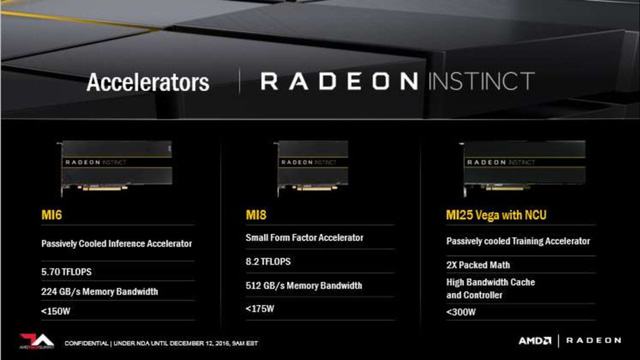 Accelerators | RADEON INSTINCT
RADEON INSTINCT
RADEON INSTINCT
RADEON INSTINCT
MI6
Passively Cooled Inference Accelerator
5.70 TFLOPS
224 GB/s Memory Bandwidth
<150W
MI8
Small Form Factor Accelerator
8.2 TFLOPS
512 GB/s Memory Bandwidth
<175W
MI25 Vega with NCU
Passively cooled Training Accelerator
2X Packed Math
High Bandwidth Cache
and Controller
<300W
CONFIDENTIAL | UNDER NDA UNTIL DECEMBER 12, 2016, 9AM EST
AMD | RADEON